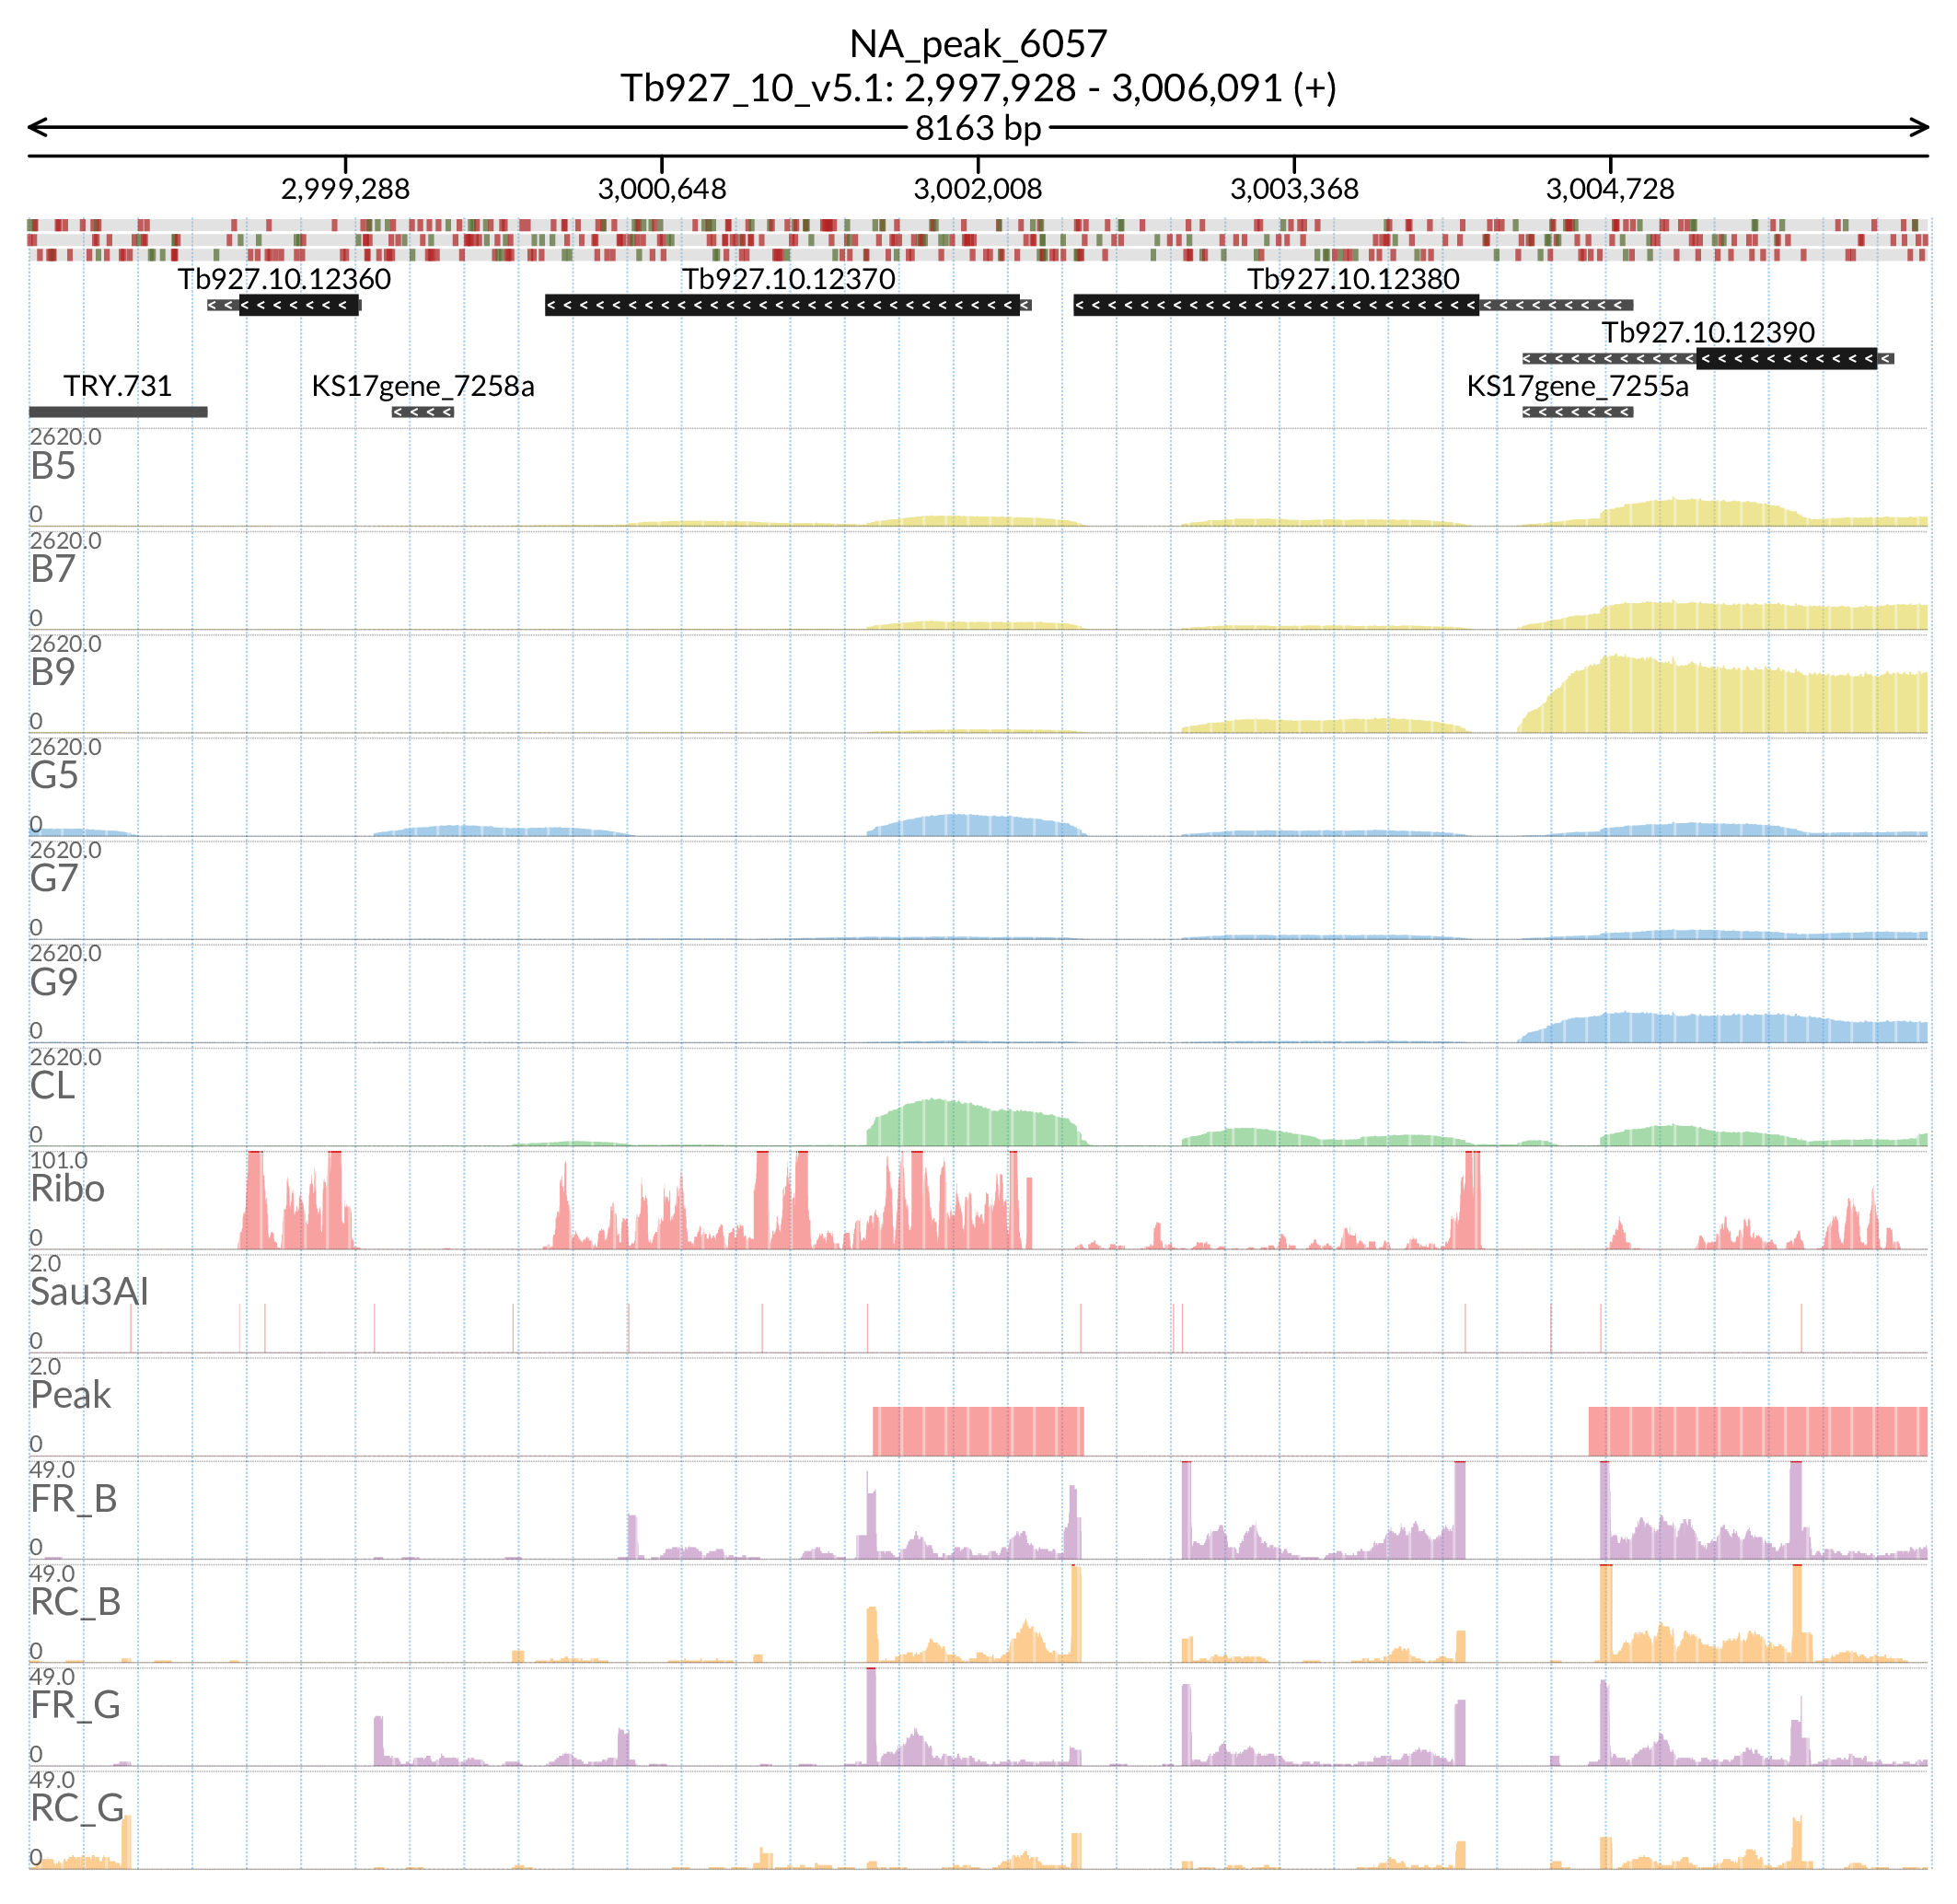 NA_peak_6057
Tb927_10_v5.1: 2,997,928 - 3,006,091 (+)
8163 bp
2,999,288 3,000,648 3,002,008 3,003,368 3,004,728
Tb927.10.12360 Tb927.10.12370 Tb927.10.12380
Tb927.10.12390
TRY.731 KS17gene_7258a KS17gene_7255a
2620.0
B5
0
2620.0
B7
0
2620.0
B9
0
2620.0
G5
0
2620.0
G7
0
2620.0
G9
0
2620.0
CL
0
101.0
Ribo
0
2.0
Sau3AI
0
2.0
Peak
0
49.0
FR_B
0
49.0
RC_B
0
49.0
FR_G
0
49.0
RC_G
0